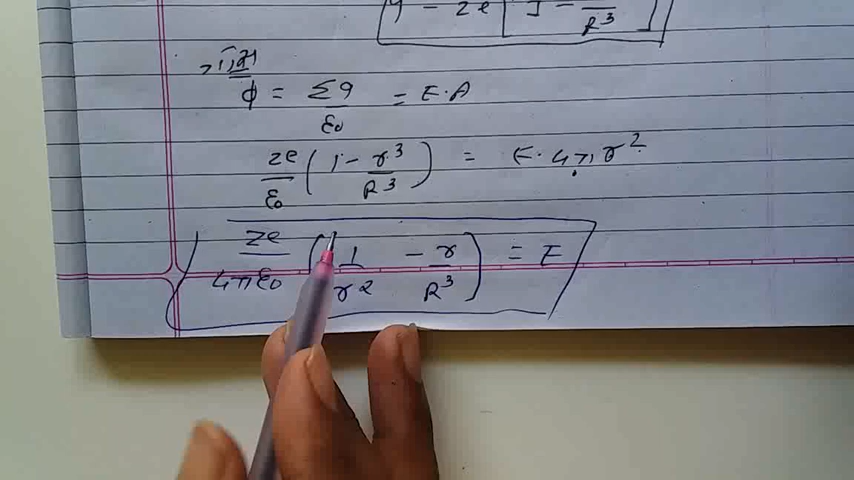 q = ze [ 1 - r³/R³ ]
φ = Σq/ε₀ = E·A
ze/ε₀ (1 - r³/R³) = E·4πr²
ze/4πε₀ (1/r² - r/R³) = E